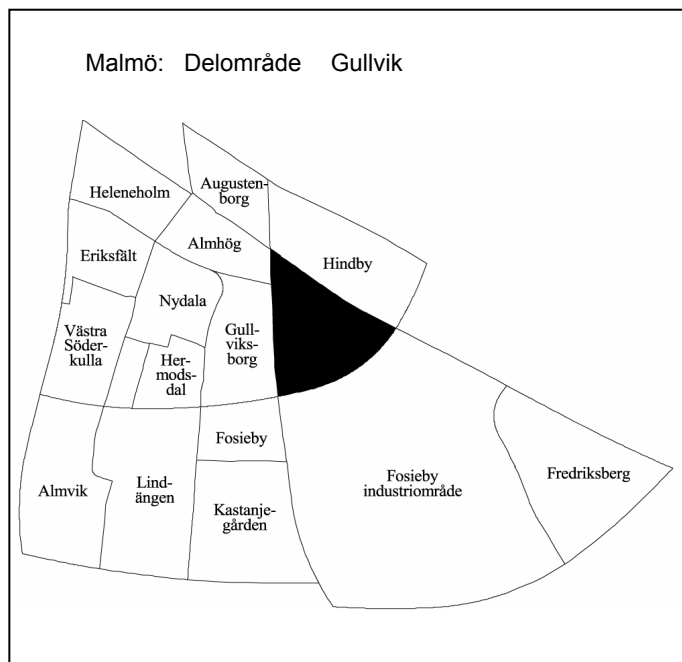 Malmö: Delområde Gullvik
Heleneholm
Augusten-
borg
Almhög
Eriksfält
Hindby
Nydala
Västra
Söder-
kulla
Gull-
viks-
borg
Her-
mods-
dal
Fosieby
Almvik
Lind-
ängen
Kastanje-
gården
Fosieby
industriområde
Fredriksberg